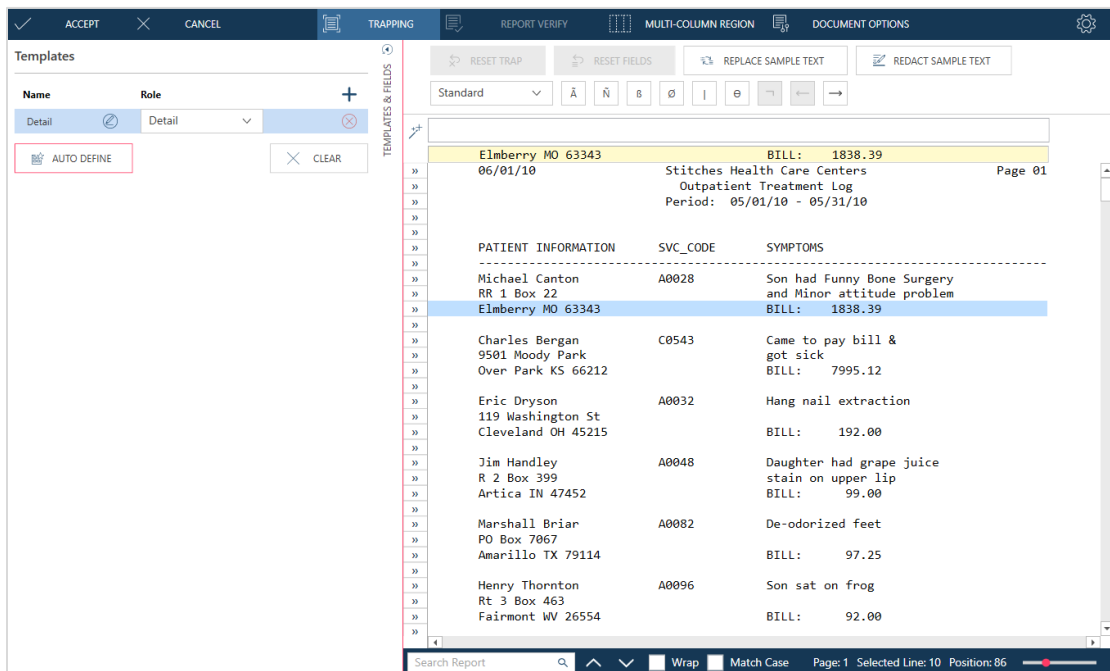 ACCEPT CANCEL TRAPPING REPORT VERIFY MULTI-COLUMN REGION DOCUMENT OPTIONS
Templates
Name Role
Detail Detail
AUTO DEFINE CLEAR
TEMPLATES & FIELDS
RESET TRAP RESET FIELDS REPLACE SAMPLE TEXT REDACT SAMPLE TEXT
Standard Ã Ñ ß Ø | ɵ ¬ ← →
Elmberry MO 63343 BILL: 1838.39
» 06/01/10 Stitches Health Care Centers Page 01
» Outpatient Treatment Log
» Period: 05/01/10 - 05/31/10
»
»
» PATIENT INFORMATION SVC_CODE SYMPTOMS
» -------------------------------------------------------------------------------
» Michael Canton A0028 Son had Funny Bone Surgery
» RR 1 Box 22 and Minor attitude problem
» Elmberry MO 63343 BILL: 1838.39
»
» Charles Bergan C0543 Came to pay bill &
» 9501 Moody Park got sick
» Over Park KS 66212 BILL: 7995.12
»
» Eric Dryson A0032 Hang nail extraction
» 119 Washington St
» Cleveland OH 45215 BILL: 192.00
»
» Jim Handley A0048 Daughter had grape juice
» R 2 Box 399 stain on upper lip
» Artica IN 47452 BILL: 99.00
»
» Marshall Briar A0082 De-odorized feet
» PO Box 7067
» Amarillo TX 79114 BILL: 97.25
»
» Henry Thornton A0096 Son sat on frog
» Rt 3 Box 463
» Fairmont WV 26554 BILL: 92.00
»
Search Report Wrap Match Case Page: 1 Selected Line: 10 Position: 86